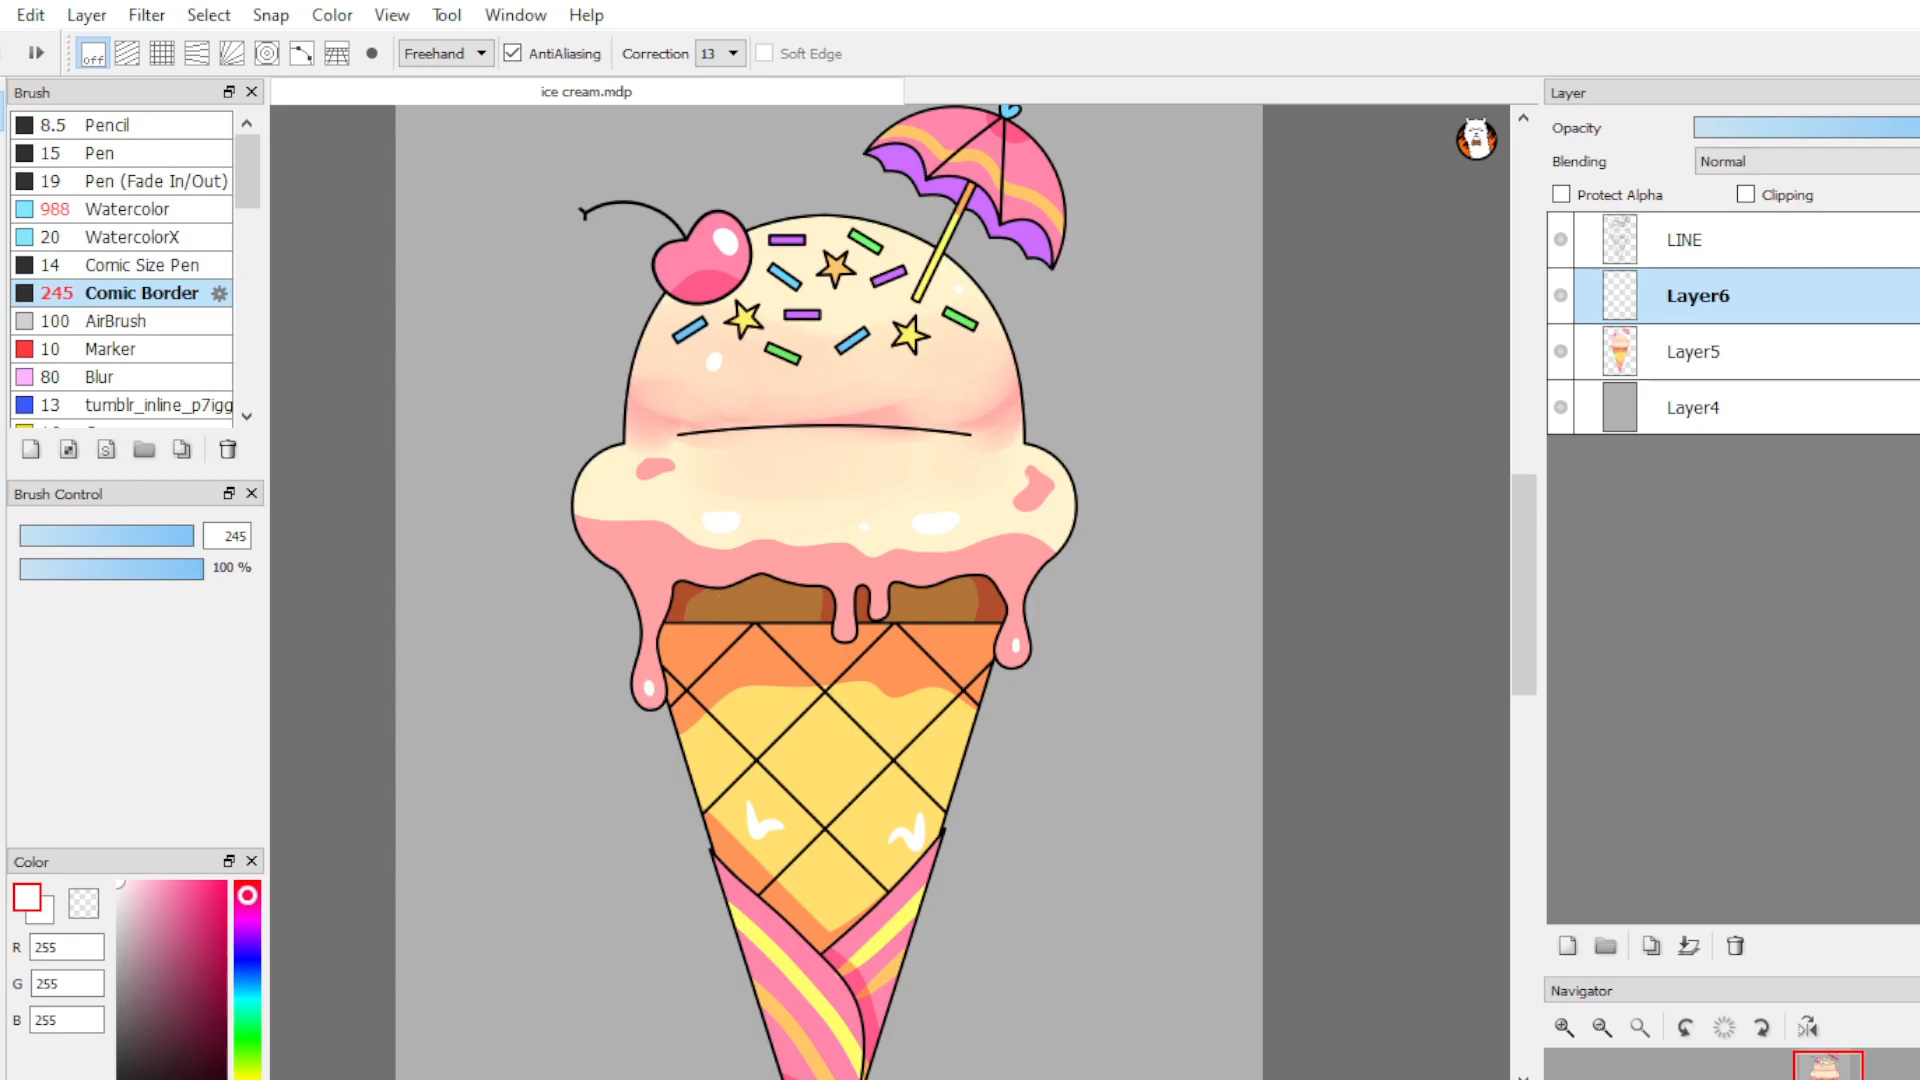 Edit Layer Filter Select Snap Color View Tool Window Help
off Freehand AntiAliasing Correction 13 Soft Edge
Brush
8.5 Pencil
15 Pen
19 Pen (Fade In/Out)
988 Watercolor
20 WatercolorX
14 Comic Size Pen
245 Comic Border
100 AirBrush
10 Marker
80 Blur
13 tumblr_inline_p7igg
S
Brush Control
245
100 %
Color
R 255
G 255
B 255
ice cream.mdp
Layer
Opacity
Blending Normal
Protect Alpha Clipping
LINE
Layer6
Layer5
Layer4
Navigator